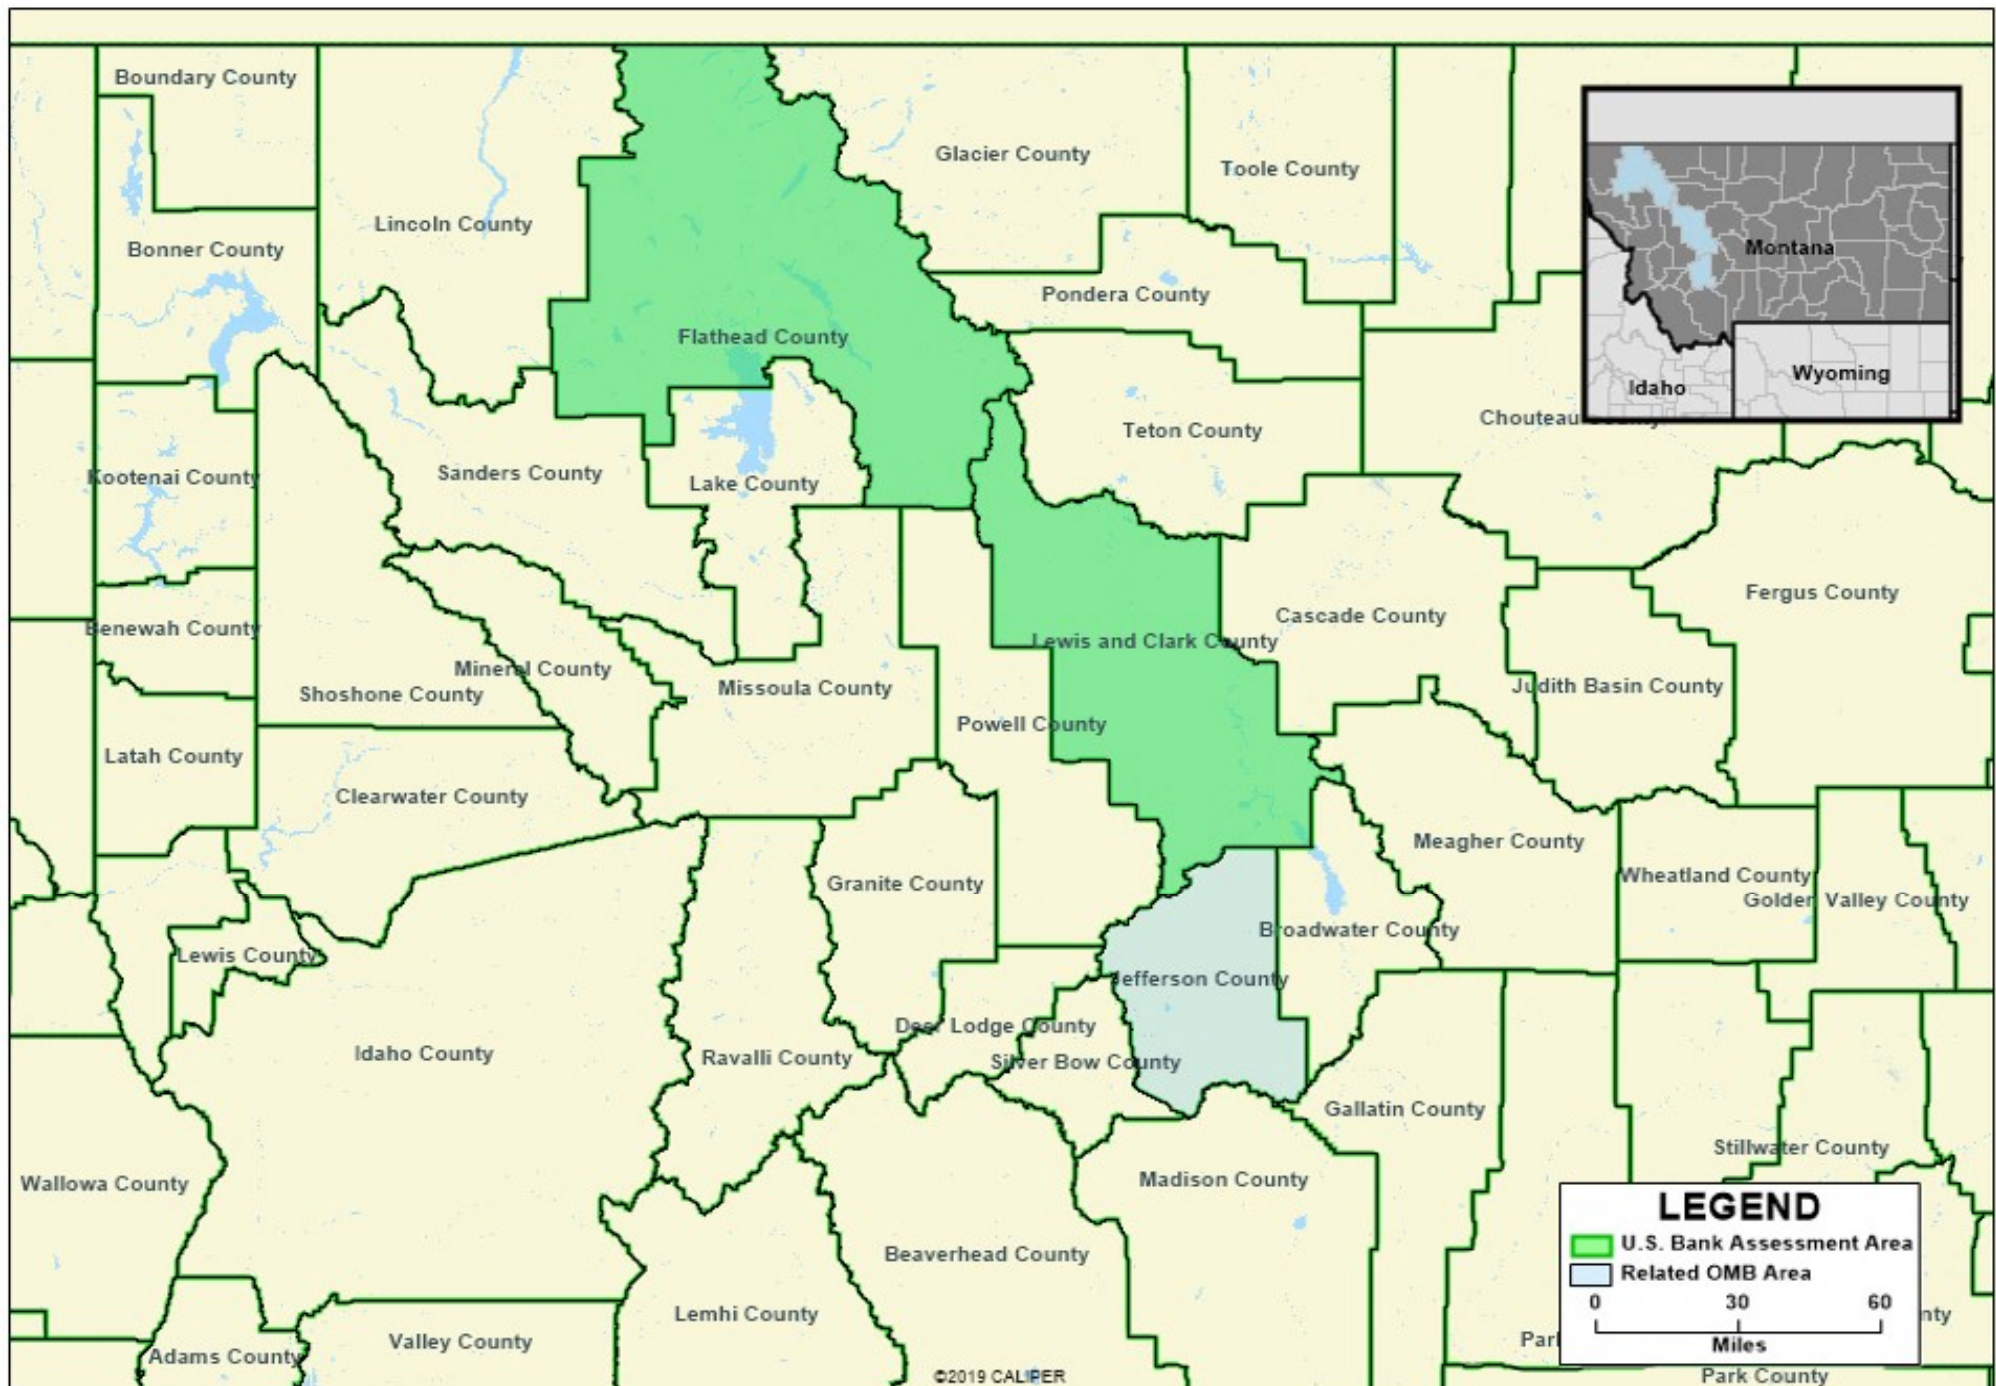 Boundary County
Glacier County
Toole County
Lincoln County
Bonner County
Montana
Pondera County
Flathead County
Wyoming
Idaho
Chouteau County
Teton County
Kootenai County
Sanders County
Lake County
Fergus County
Cascade County
Benewah County
Lewis and Clark County
Mineral County
Shoshone County
Missoula County
Judith Basin County
Powell County
Latah County
Clearwater County
Meagher County
Granite County
Wheatland County
Golden Valley County
Broadwater County
Lewis County
Jefferson County
Deer Lodge County
Idaho County
Ravalli County
Silver Bow County
Gallatin County
Stillwater County
Wallowa County
Madison County
LEGEND
U.S. Bank Assessment Area
Beaverhead County
Related OMB Area
0 30 60
Miles
Lemhi County
nty
Valley County
Parl
Adams County
©2019 CALIPER
Park County